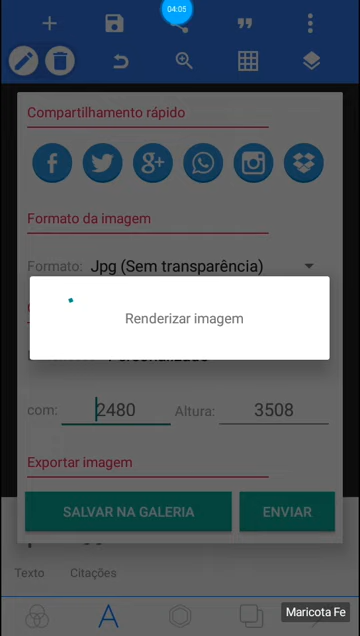 04:05
Compartilhamento rápido
Formato da imagem
Formato: Jpg (Sem transparência)
Renderizar imagem
com: 2480 Altura: 3508
Exportar imagem
SALVAR NA GALERIA ENVIAR
Texto Citações
Maricota Fe